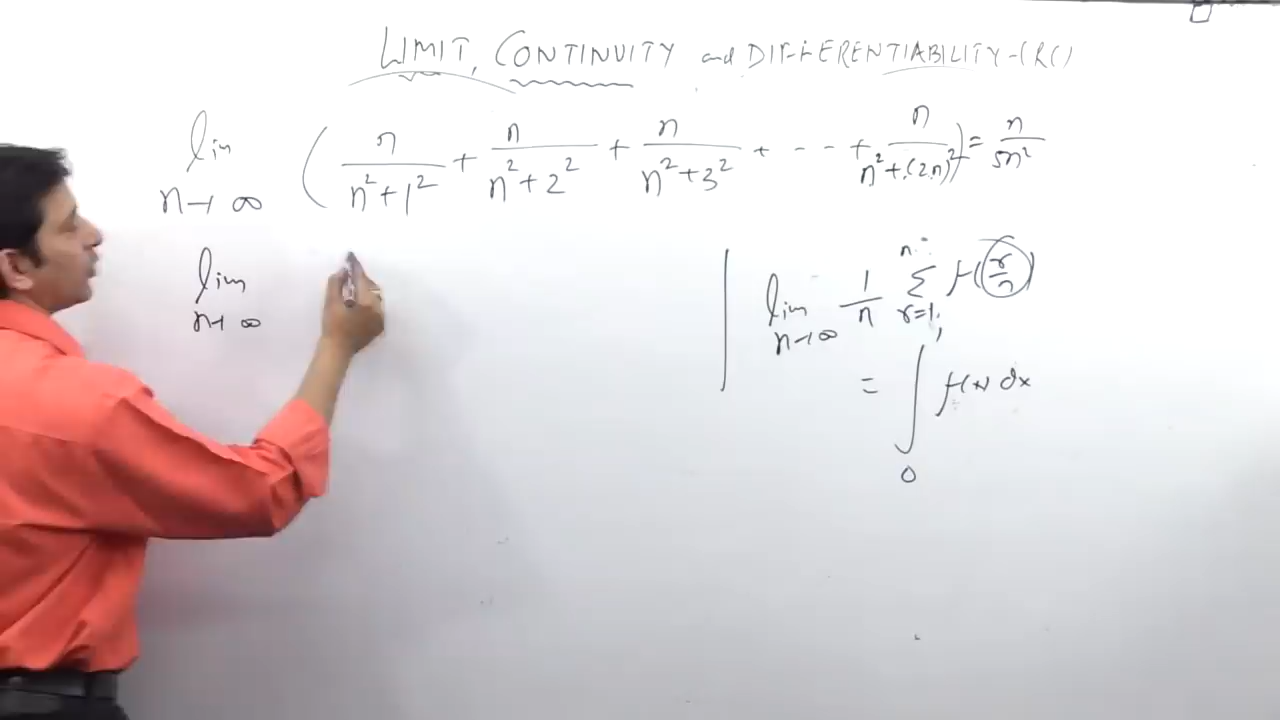 LIMIT, CONTINUITY and DIFFERENTIABILITY-(RC)
lim n→∞ ( n/(n²+1²) + n/(n²+2²) + n/(n²+3²) + - - - + n/(n²+(2n)²) ) = n/5n²
lim n→∞
lim n→∞ 1/n Σ r=1 n f(r/n)
= ∫ 0 1 f(x) dx